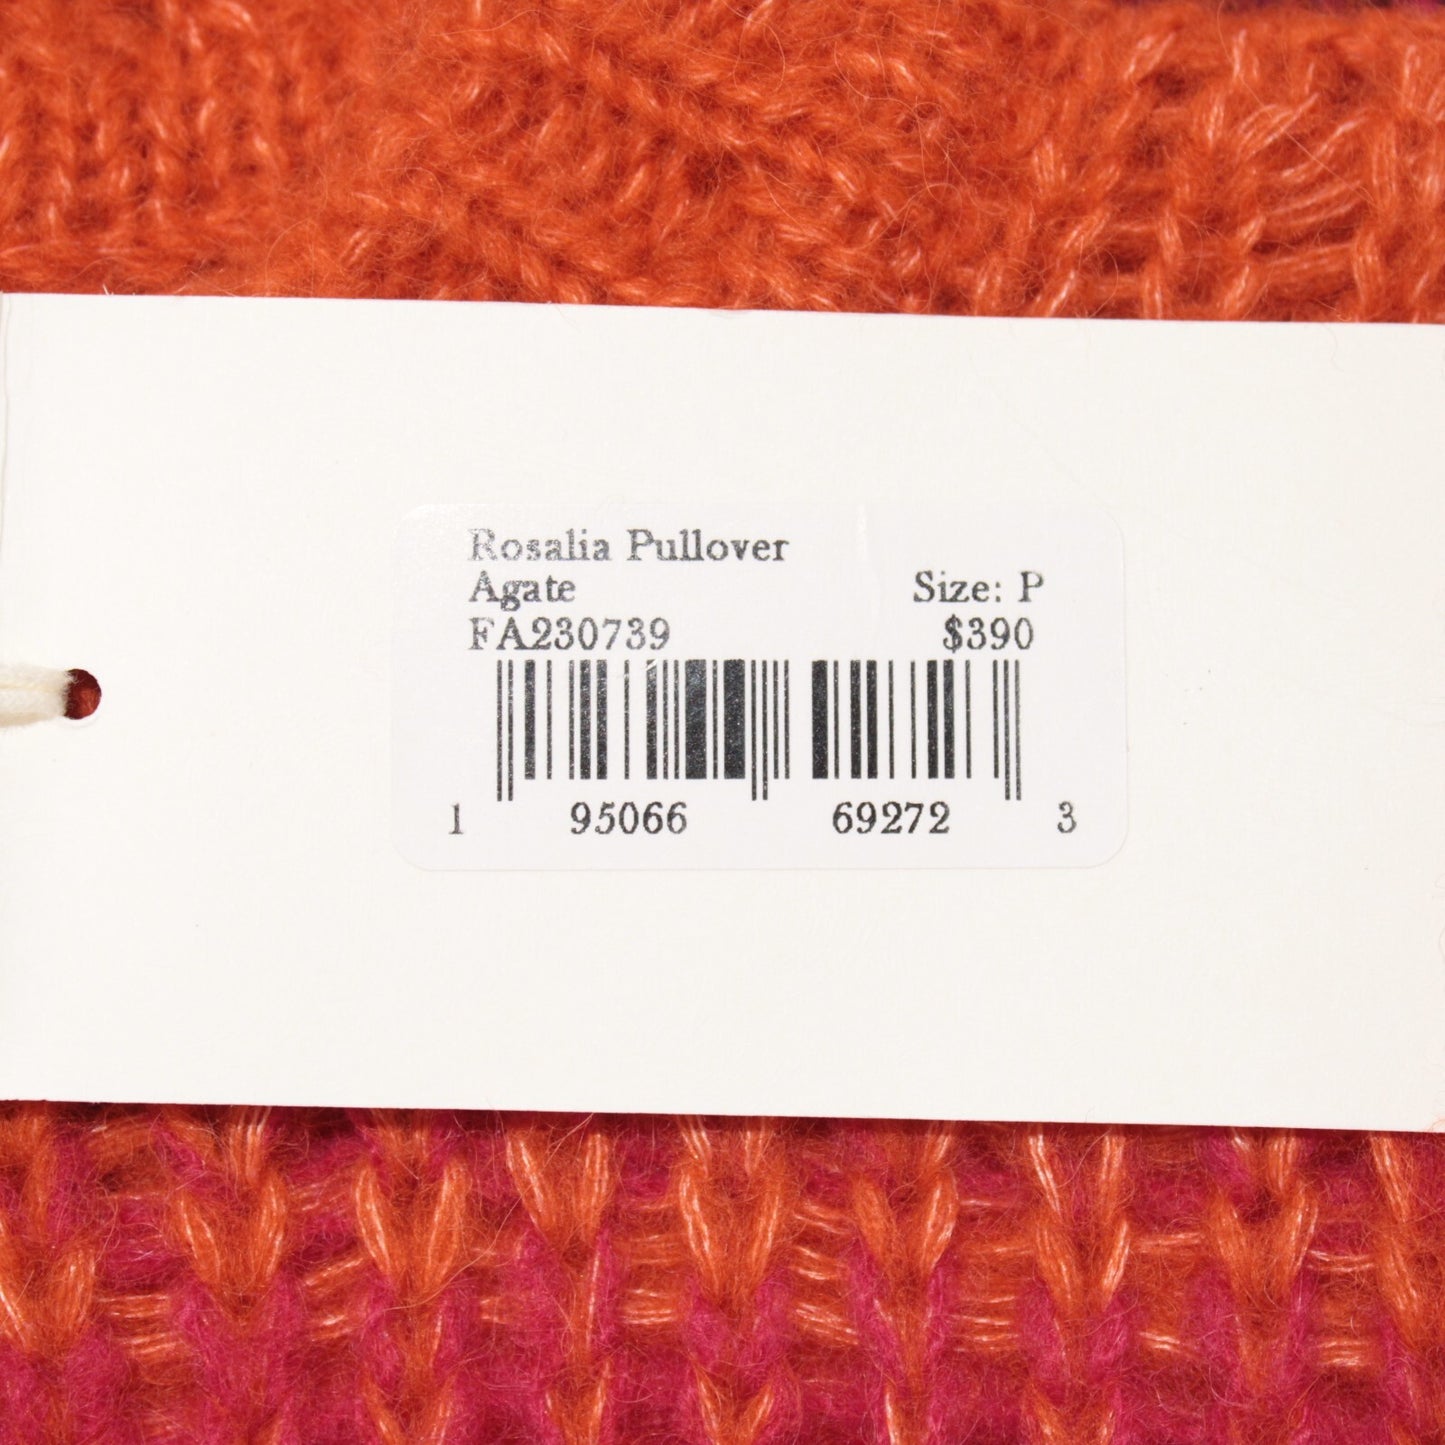 Rosalia Pullover
Agate Size: P
FA230739 $390
1 95066 69272 3